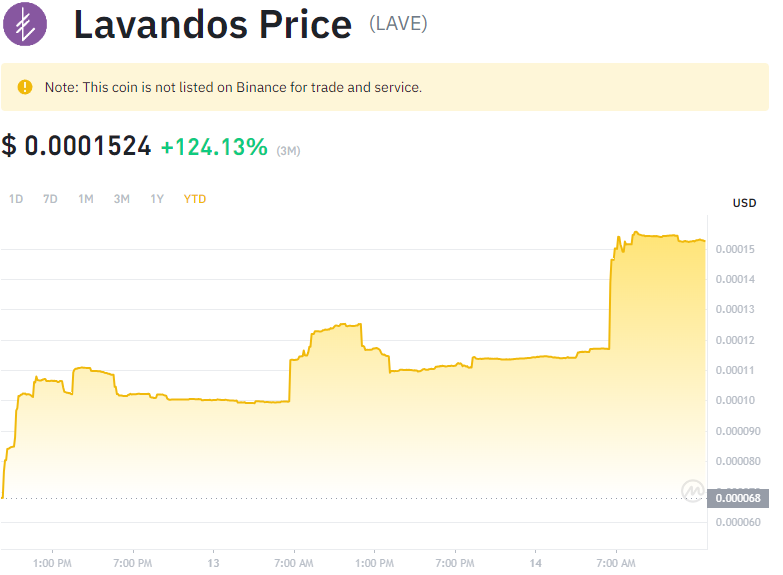 Lavandos Price (LAVE)
Note: This coin is not listed on Binance for trade and service.
$ 0.0001524 +124.13% (3M)
1D 7D 1M 3M 1Y YTD
USD
0.00015
0.00014
0.00013
0.00012
0.00011
0.00010
0.000090
0.000080
0.000068
0.000060
1:00 PM 7:00 PM 13 7:00 AM 1:00 PM 7:00 PM 14 7:00 AM